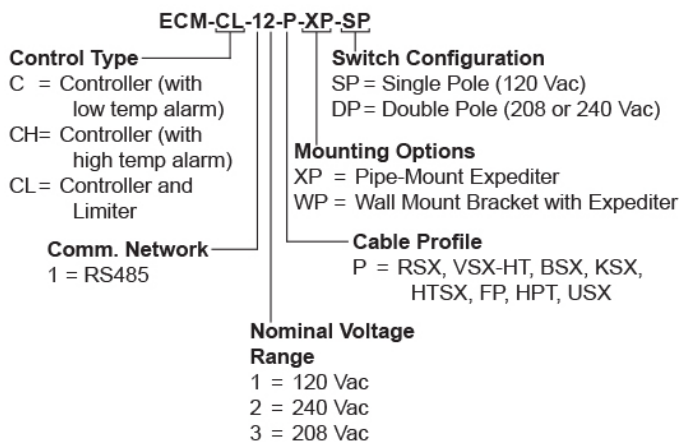 ECM-CL-12-P-XP-SP
Control Type
C = Controller (with
low temp alarm)
CH= Controller (with
high temp alarm)
CL= Controller and
Limiter
Switch Configuration
SP = Single Pole (120 Vac)
DP= Double Pole (208 or 240 Vac)
Mounting Options
XP = Pipe-Mount Expediter
WP = Wall Mount Bracket with Expediter
Comm. Network
1 = RS485
Cable Profile
P = RSX, VSX-HT, BSX, KSX,
HTSX, FP, HPT, USX
Nominal Voltage
Range
1 = 120 Vac
2 = 240 Vac
3 = 208 Vac